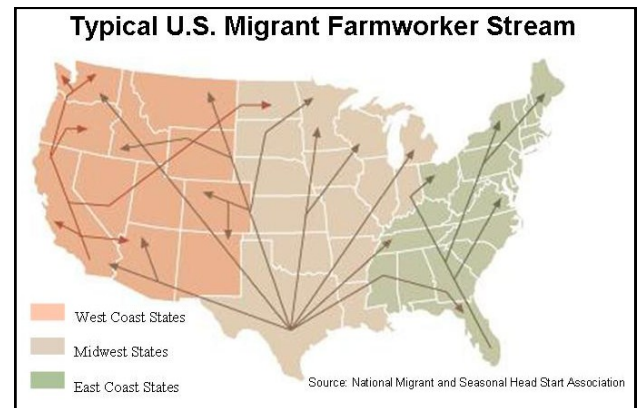 Typical U.S. Migrant Farmworker Stream
West Coast States
Midwest States
East Coast States
Source: National Migrant and Seasonal Head Start Association